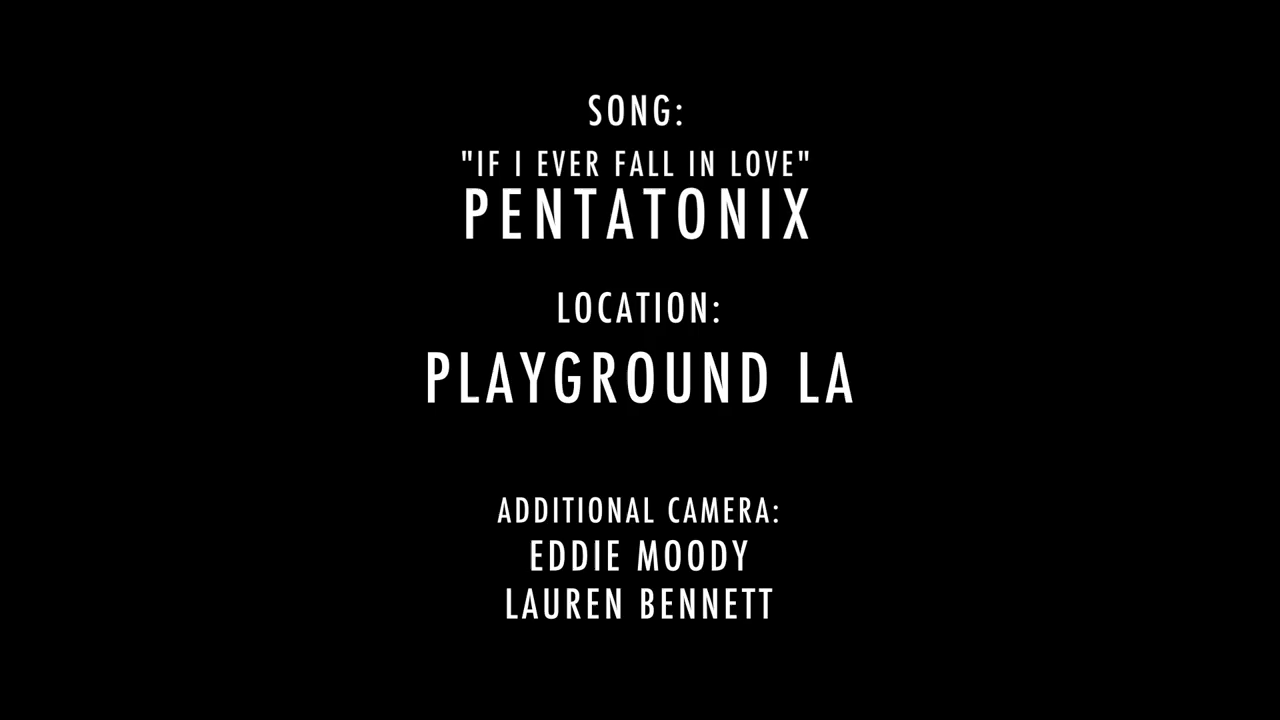 SONG:
"IF I EVER FALL IN LOVE"
PENTATONIX
LOCATION:
PLAYGROUND LA
ADDITIONAL CAMERA:
EDDIE MOODY
LAUREN BENNETT